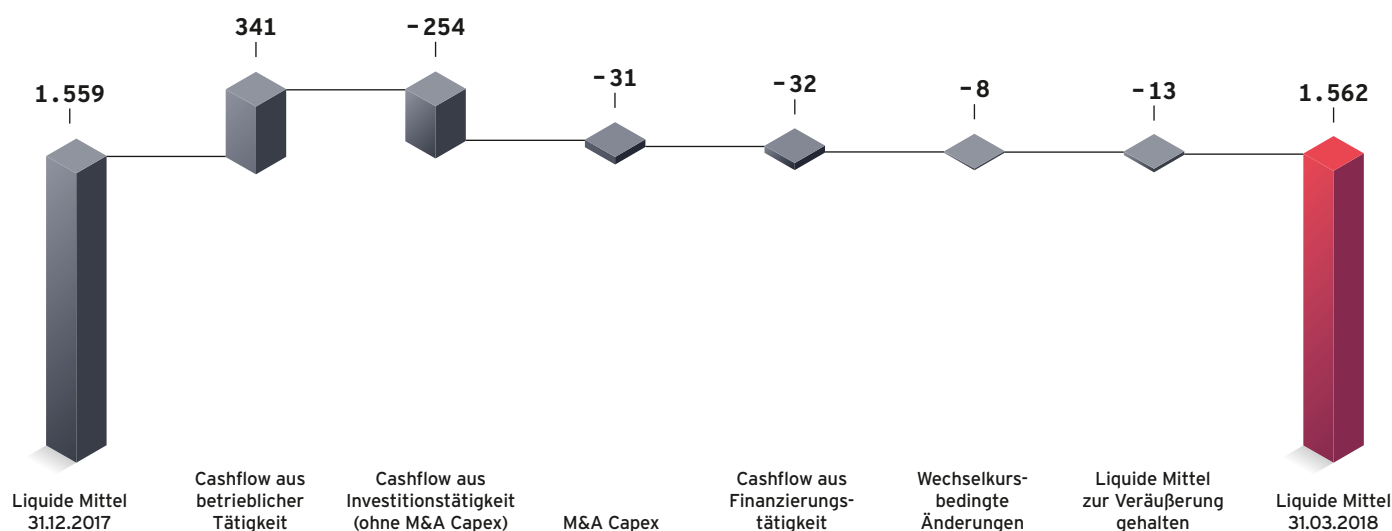 1.559
341
–254
–31
–32
–8
–13
1.562
Liquide Mittel
31.12.2017
Cashflow aus
betrieblicher
Tätigkeit
Cashflow aus
Investitionstätigkeit
(ohne M&A Capex)
M&A Capex
Cashflow aus
Finanzierungs-
tätigkeit
Wechselkurs-
bedingte
Änderungen
Liquide Mittel
zur Veräußerung
gehalten
Liquide Mittel
31.03.2018